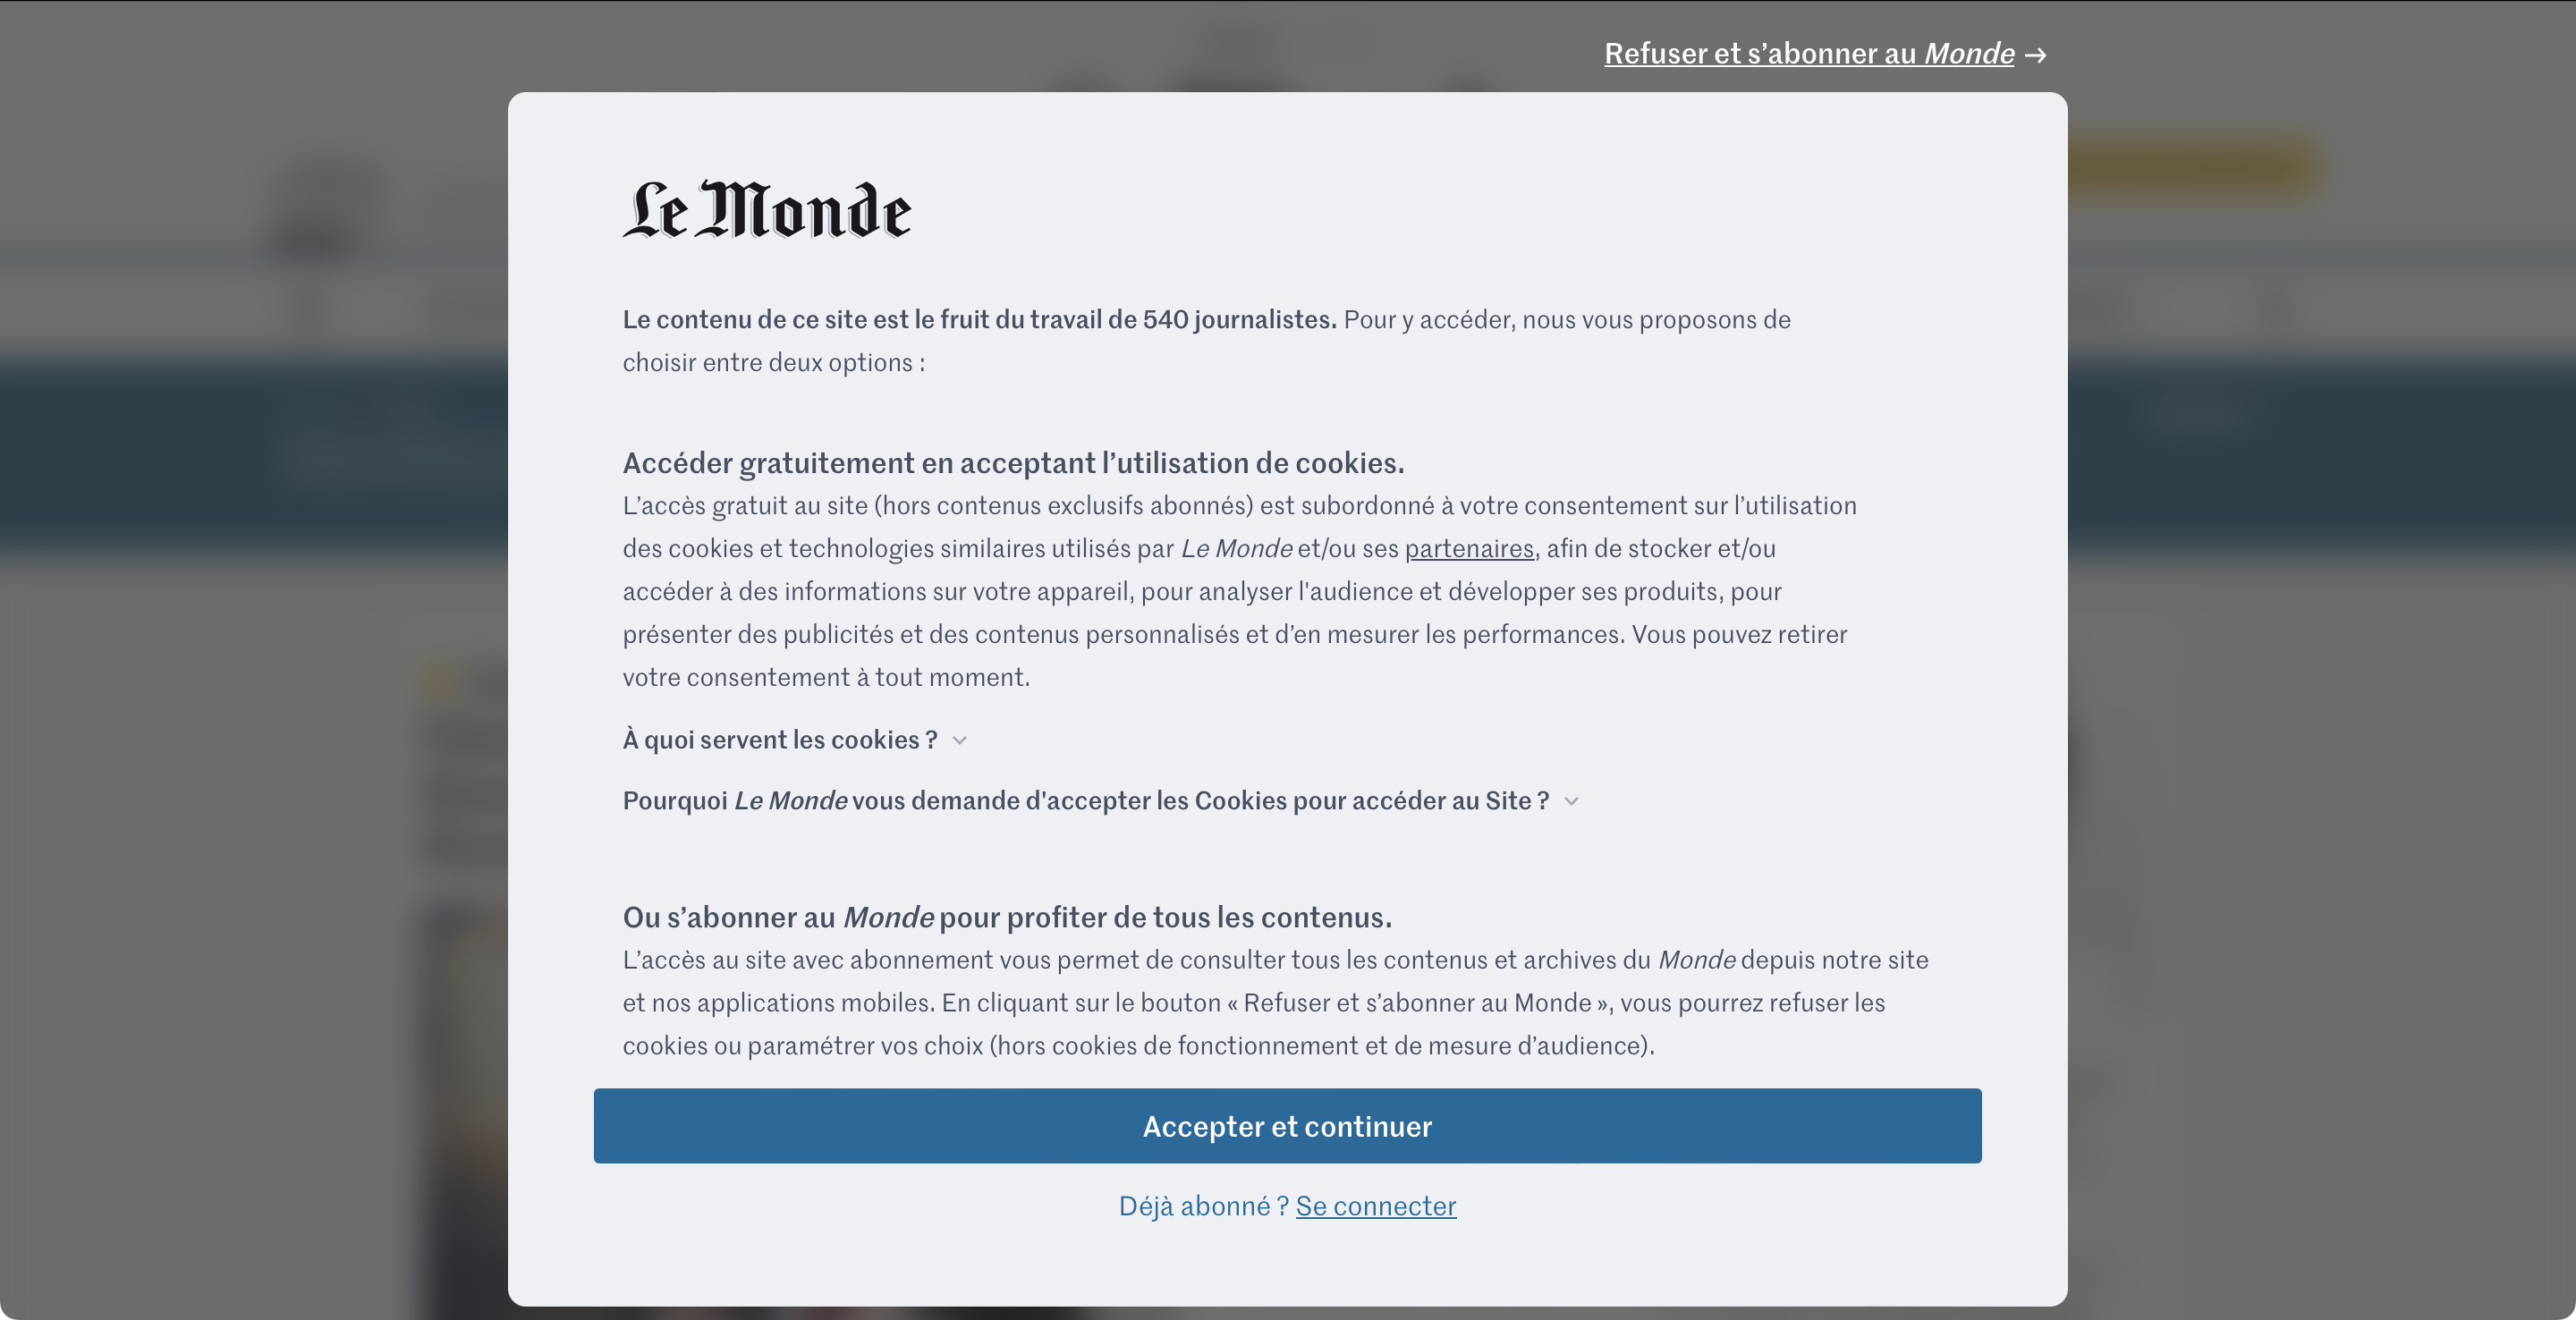 Refuser et s’abonner au Monde →
Le Monde
Le contenu de ce site est le fruit du travail de 540 journalistes. Pour y accéder, nous vous proposons de
choisir entre deux options :
Accéder gratuitement en acceptant l’utilisation de cookies.
L’accès gratuit au site (hors contenus exclusifs abonnés) est subordonné à votre consentement sur l’utilisation
des cookies et technologies similaires utilisés par Le Monde et/ou ses partenaires, afin de stocker et/ou
accéder à des informations sur votre appareil, pour analyser l'audience et développer ses produits, pour
présenter des publicités et des contenus personnalisés et d’en mesurer les performances. Vous pouvez retirer
votre consentement à tout moment.
À quoi servent les cookies ?
Pourquoi Le Monde vous demande d'accepter les Cookies pour accéder au Site ?
Ou s’abonner au Monde pour profiter de tous les contenus.
L’accès au site avec abonnement vous permet de consulter tous les contenus et archives du Monde depuis notre site
et nos applications mobiles. En cliquant sur le bouton « Refuser et s’abonner au Monde », vous pourrez refuser les
cookies ou paramétrer vos choix (hors cookies de fonctionnement et de mesure d’audience).
Accepter et continuer
Déjà abonné ? Se connecter